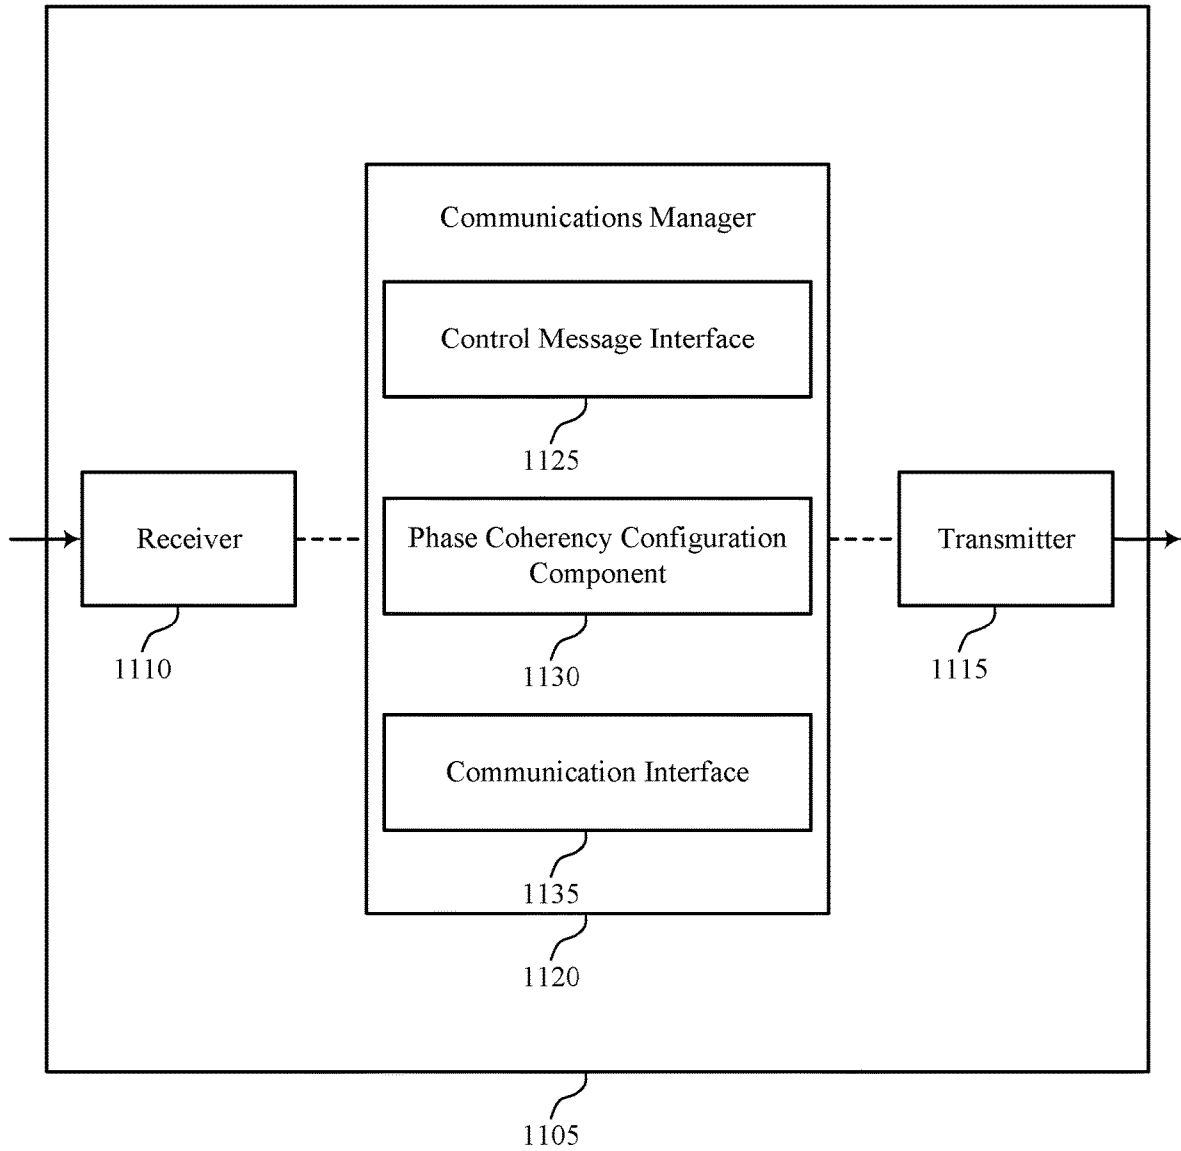 Communications Manager
Control Message Interface
1125
Receiver
1110
Phase Coherency Configuration
Component
1130
Transmitter
1115
Communication Interface
1135
1120
1105